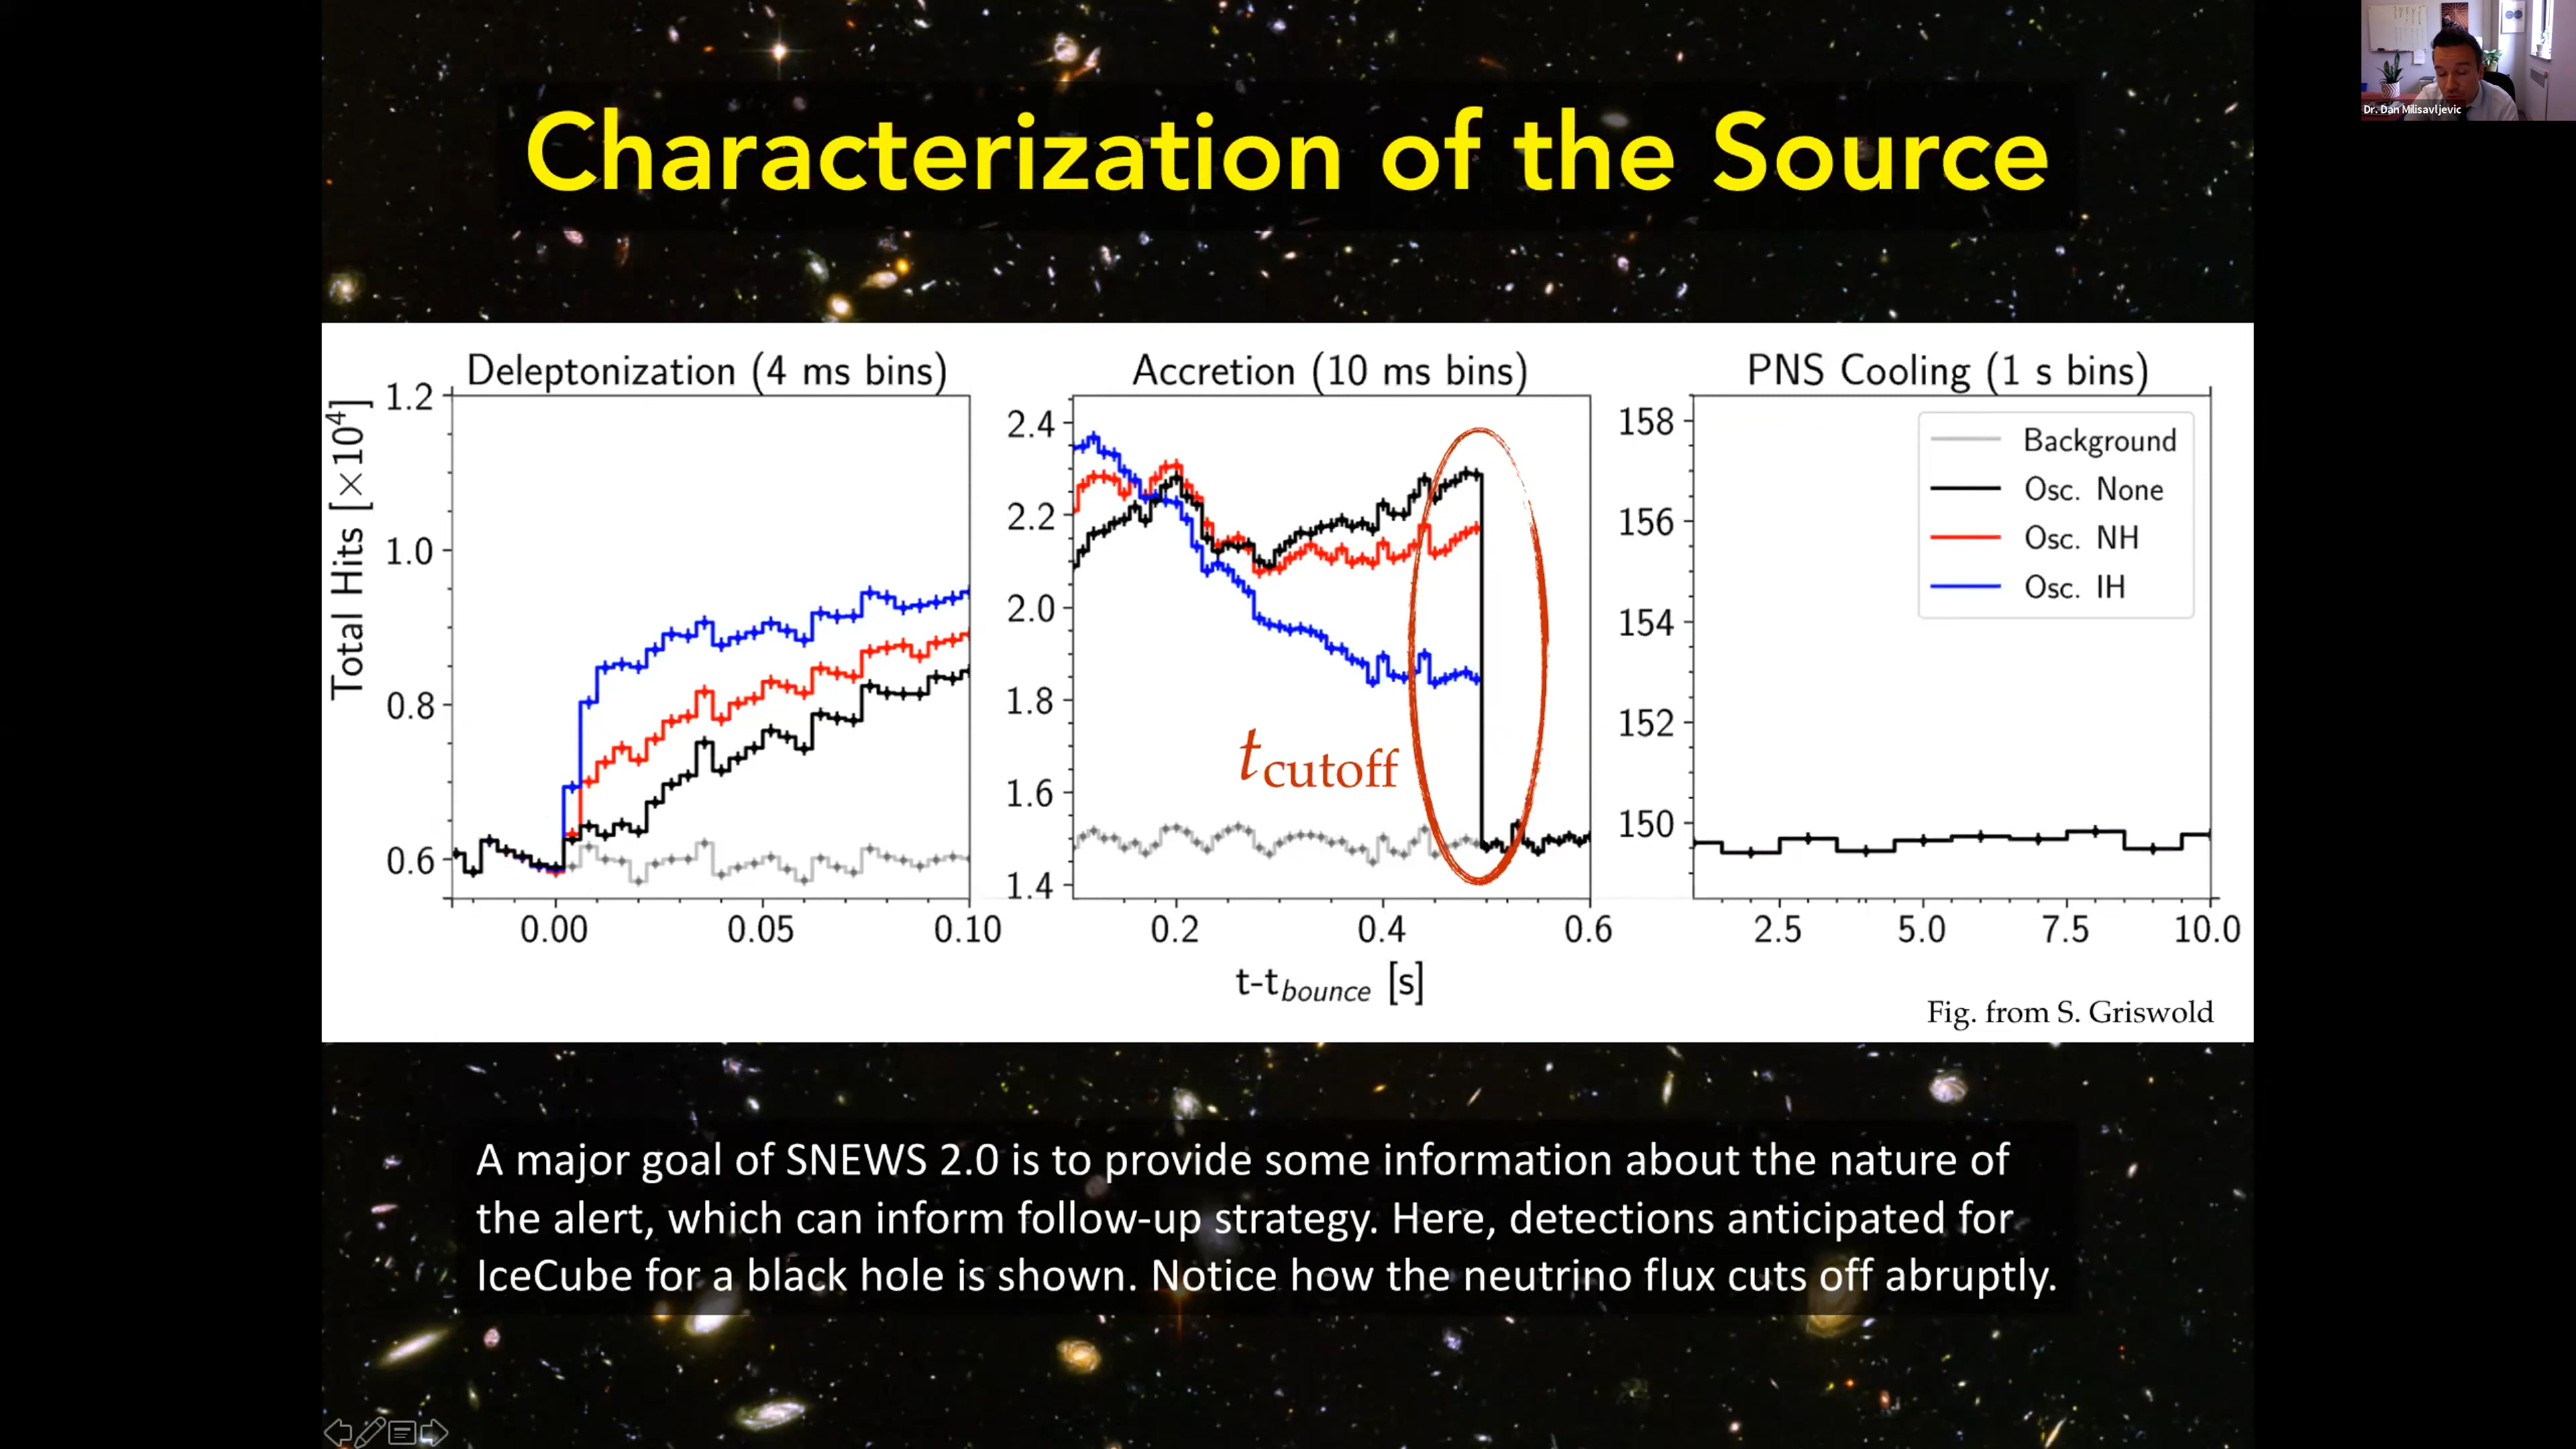 Dr. Dan Milisavljevic
Characterization of the Source
Deleptonization (4 ms bins)
Accretion (10 ms bins)
PNS Cooling (1 s bins)
Total Hits [×10⁴]
1.2
1.0
0.8
0.6
0.00
0.05
0.10
2.4
2.2
2.0
1.8
1.6
1.4
0.2
0.4
0.6
t_cutoff
158
156
154
152
150
2.5
5.0
7.5
10.0
Background
Osc. None
Osc. NH
Osc. IH
t-t_bounce [s]
Fig. from S. Griswold
A major goal of SNEWS 2.0 is to provide some information about the nature of
the alert, which can inform follow-up strategy. Here, detections anticipated for
IceCube for a black hole is shown. Notice how the neutrino flux cuts off abruptly.